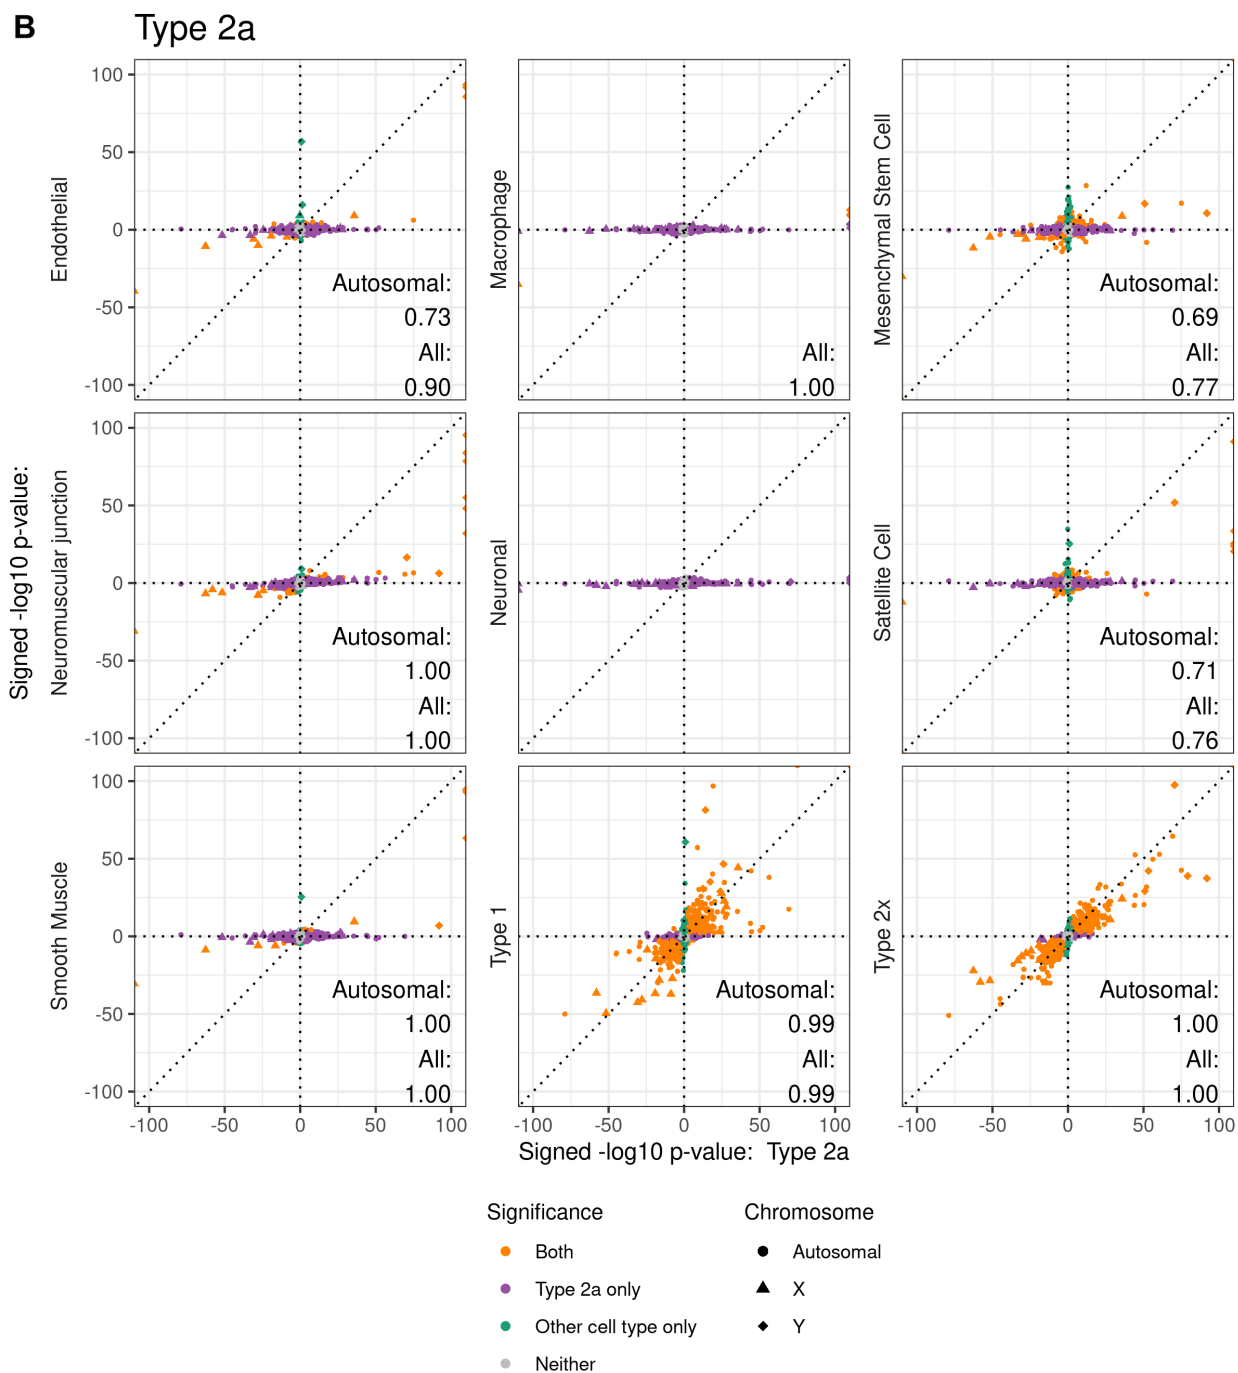 B
Type 2a
Signed -log10 p-value:
Endothelial
100
50
0
-50
-100
Autosomal:
0.73
All:
0.90
Macrophage
All:
1.00
Mesenchymal Stem Cell
Autosomal:
0.69
All:
0.77
Neuromuscular junction
100
50
0
-50
-100
Autosomal:
1.00
All:
1.00
Neuronal
Satellite Cell
Autosomal:
0.71
All:
0.76
Smooth Muscle
100
50
0
-50
-100
Autosomal:
1.00
All:
1.00
Type 1
Autosomal:
0.99
All:
0.99
Type 2x
Autosomal:
1.00
All:
1.00
-100 -50 0 50 100
-100 -50 0 50 100
-100 -50 0 50 100
Signed -log10 p-value: Type 2a
Significance
Both
Type 2a only
Other cell type only
Neither
Chromosome
Autosomal
X
Y